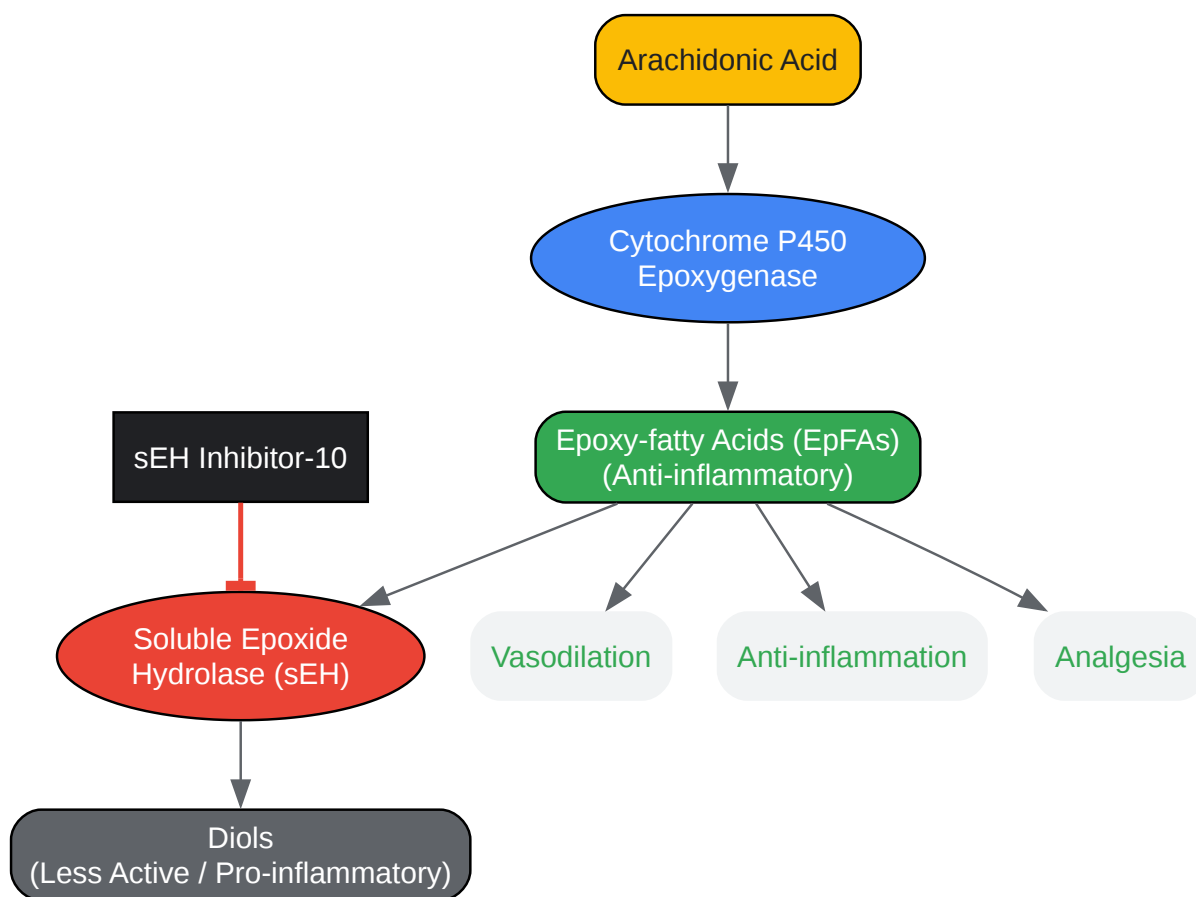 Arachidonic Acid
Cytochrome P450
Epoxygenase
Epoxy-fatty Acids (EpFAs)
(Anti-inflammatory)
sEH Inhibitor-10
Soluble Epoxide
Hydrolase (sEH)
Vasodilation
Anti-inflammation
Analgesia
Diols
(Less Active / Pro-inflammatory)